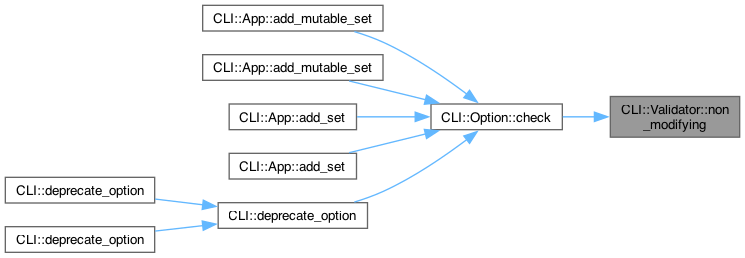 CLI::App::add_mutable_set
CLI::App::add_mutable_set
CLI::App::add_set
CLI::App::add_set
CLI::deprecate_option
CLI::deprecate_option
CLI::deprecate_option
CLI::Option::check
CLI::Validator::non
_modifying